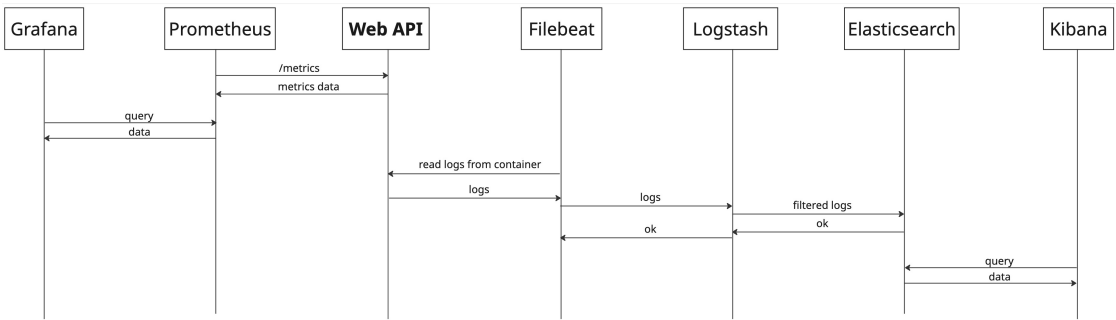 Grafana
Prometheus
Web API
Filebeat
Logstash
Elasticsearch
Kibana
/metrics
metrics data
query
data
read logs from container
logs
logs
filtered logs
ok
ok
query
data